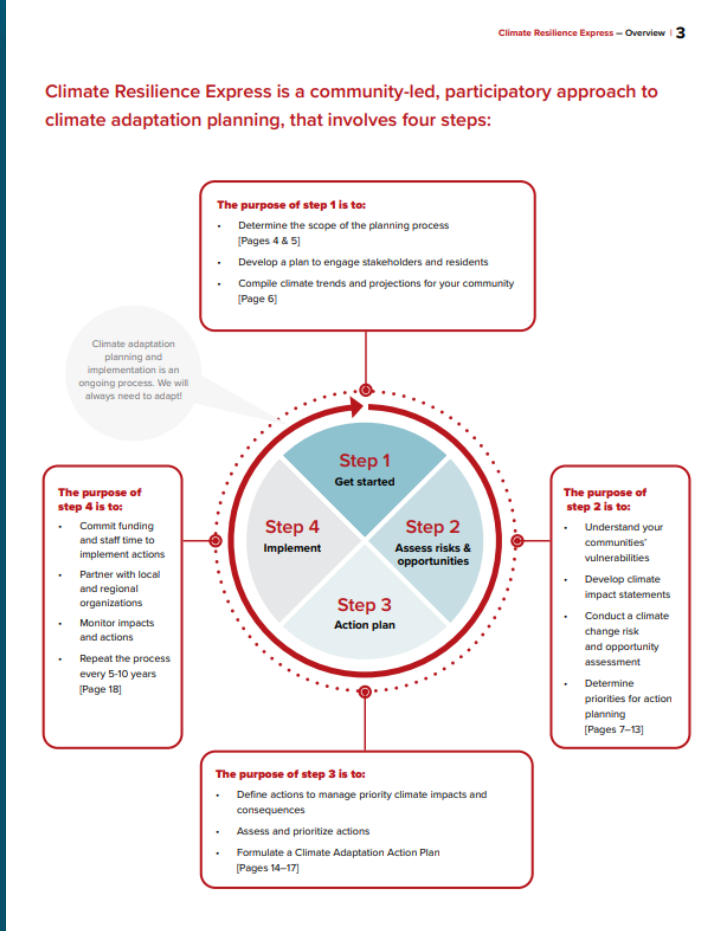 Climate Resilience Express — Overview | 3
Climate Resilience Express is a community-led, participatory approach to
climate adaptation planning, that involves four steps:
The purpose of step 1 is to:
• Determine the scope of the planning process
[Pages 4 & 5]
• Develop a plan to engage stakeholders and residents
• Compile climate trends and projections for your community
[Page 6]
Climate adaptation
planning and
implementation is an
ongoing process. We will
always need to adapt!
Step 1
Get started
Step 2
Assess risks &
opportunities
Step 3
Action plan
Step 4
Implement
The purpose of
step 2 is to:
• Understand your
communities'
vulnerabilities
• Develop climate
impact statements
• Conduct a climate
change risk
and opportunity
assessment
• Determine
priorities for action
planning
[Pages 7–13]
The purpose of step 3 is to:
• Define actions to manage priority climate impacts and
consequences
• Assess and prioritize actions
• Formulate a Climate Adaptation Action Plan
[Pages 14–17]
The purpose of
step 4 is to:
• Commit funding
and staff time to
implement actions
• Partner with local
and regional
organizations
• Monitor impacts
and actions
• Repeat the process
every 5-10 years
[Page 18]